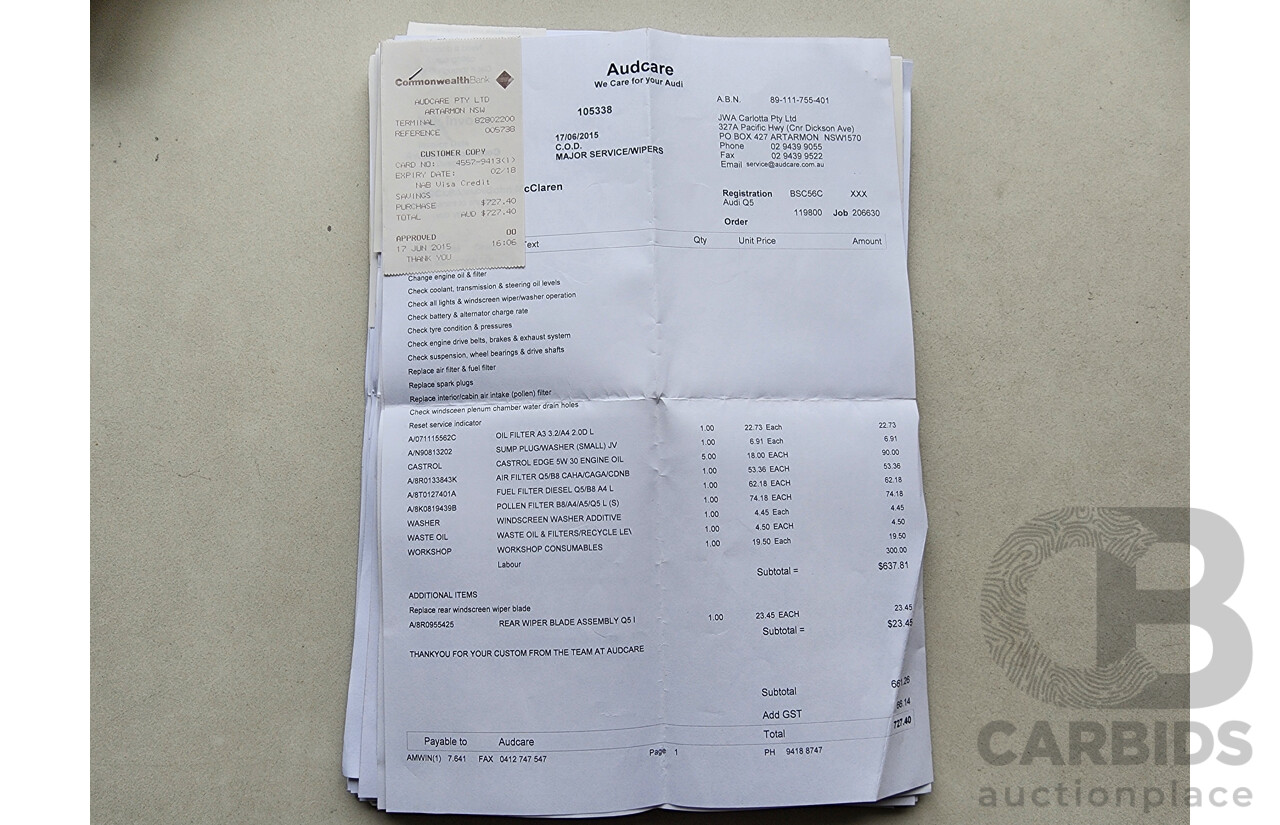 CommonwealthBank
AUDCARE PTY LTD
ARTARMON NSW
TERMINAL 82802200
REFERENCE 005738
CUSTOMER COPY
CARD NO: 4557-9413(1)
EXPIRY DATE: 02/18
NAB Visa Credit
SAVINGS
PURCHASE $727.40
TOTAL AUD $727.40
APPROVED 00
17 JUN 2015 16:06
THANK YOU
Audcare
We Care for your Audi
105338
17/06/2015
C.O.D.
MAJOR SERVICE/WIPERS
cClaren
A.B.N. 89-111-755-401
JWA Carlotta Pty Ltd
327A Pacific Hwy (Cnr Dickson Ave)
PO BOX 427 ARTARMON NSW1570
Phone 02 9439 9055
Fax 02 9439 9522
Email service@audcare.com.au
Registration BSC56C XXX
Audi Q5
119800 Job 206630
Order
Text Qty Unit Price Amount
Change engine oil & filter
Check coolant, transmission & steering oil levels
Check all lights & windscreen wiper/washer operation
Check battery & alternator charge rate
Check tyre condition & pressures
Check engine drive belts, brakes & exhaust system
Check suspension, wheel bearings & drive shafts
Replace air filter & fuel filter
Replace spark plugs
Replace interior/cabin air intake (pollen) filter
Check windsceen plenum chamber water drain holes
Reset service indicator
A/071115562C OIL FILTER A3 3.2/A4 2.0D L 1.00 22.73 Each 22.73
A/N90813202 SUMP PLUG/WASHER (SMALL) JV 1.00 6.91 Each 6.91
CASTROL CASTROL EDGE 5W 30 ENGINE OIL 5.00 18.00 EACH 90.00
A/8R0133843K AIR FILTER Q5/B8 CAHA/CAGA/CDNB 1.00 53.36 EACH 53.36
A/8T0127401A FUEL FILTER DIESEL Q5/B8 A4 L 1.00 62.18 EACH 62.18
A/8K0819439B POLLEN FILTER B8/A4/A5/Q5 L (S) 1.00 74.18 EACH 74.18
WASHER WINDSCREEN WASHER ADDITIVE 1.00 4.45 Each 4.45
WASTE OIL WASTE OIL & FILTERS/RECYCLE LE\ 1.00 4.50 EACH 4.50
WORKSHOP WORKSHOP CONSUMABLES 1.00 19.50 Each 19.50
Labour 300.00
Subtotal = $637.81
ADDITIONAL ITEMS
Replace rear windscreen wiper blade
A/8R0955425 REAR WIPER BLADE ASSEMBLY Q5 I 1.00 23.45 EACH 23.45
Subtotal = $23.45
THANKYOU FOR YOUR CUSTOM FROM THE TEAM AT AUDCARE
Subtotal 661.26
Add GST 66.14
Total 727.40
Payable to Audcare
AMWIN(1) 7.641 FAX 0412 747 547 Page 1 PH 9418 8747
CB
CARBIDS
auctionplace